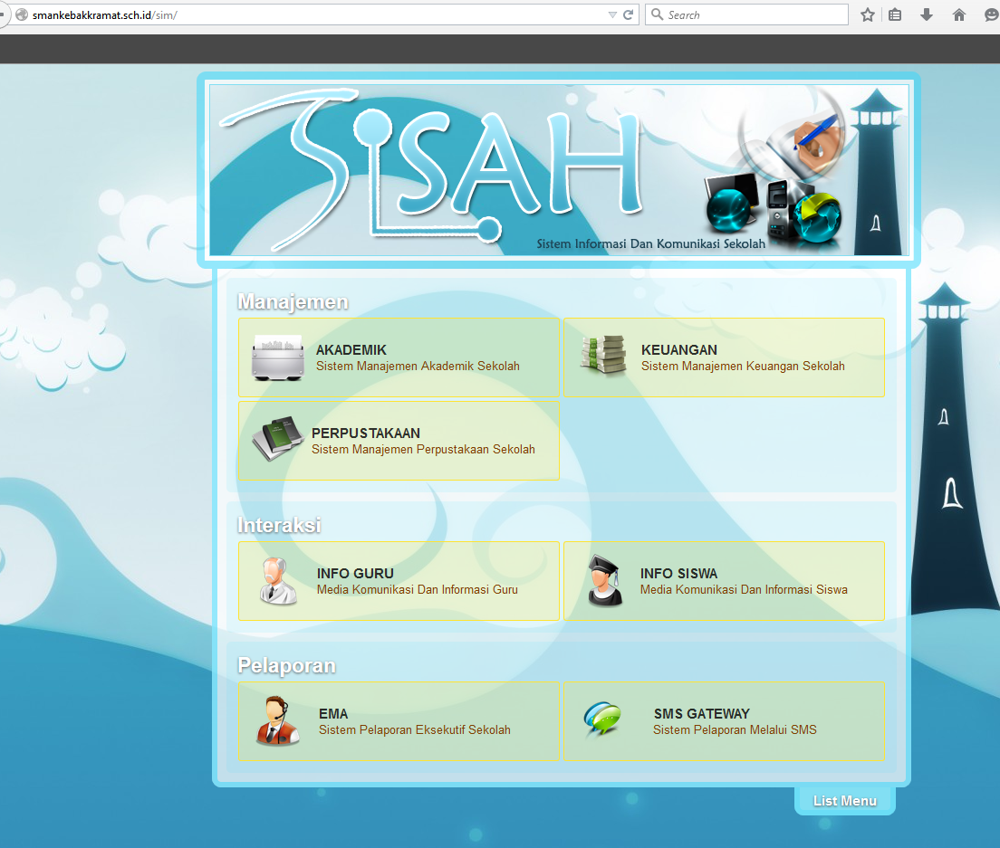 smankebakkramat.sch.id/sim/
Search
SISAH
Sistem Informasi Dan Komunikasi Sekolah
Manajemen
AKADEMIK
Sistem Manajemen Akademik Sekolah
KEUANGAN
Sistem Manajemen Keuangan Sekolah
PERPUSTAKAAN
Sistem Manajemen Perpustakaan Sekolah
Interaksi
INFO GURU
Media Komunikasi Dan Informasi Guru
INFO SISWA
Media Komunikasi Dan Informasi Siswa
Pelaporan
EMA
Sistem Pelaporan Eksekutif Sekolah
SMS GATEWAY
Sistem Pelaporan Melalui SMS
List Menu